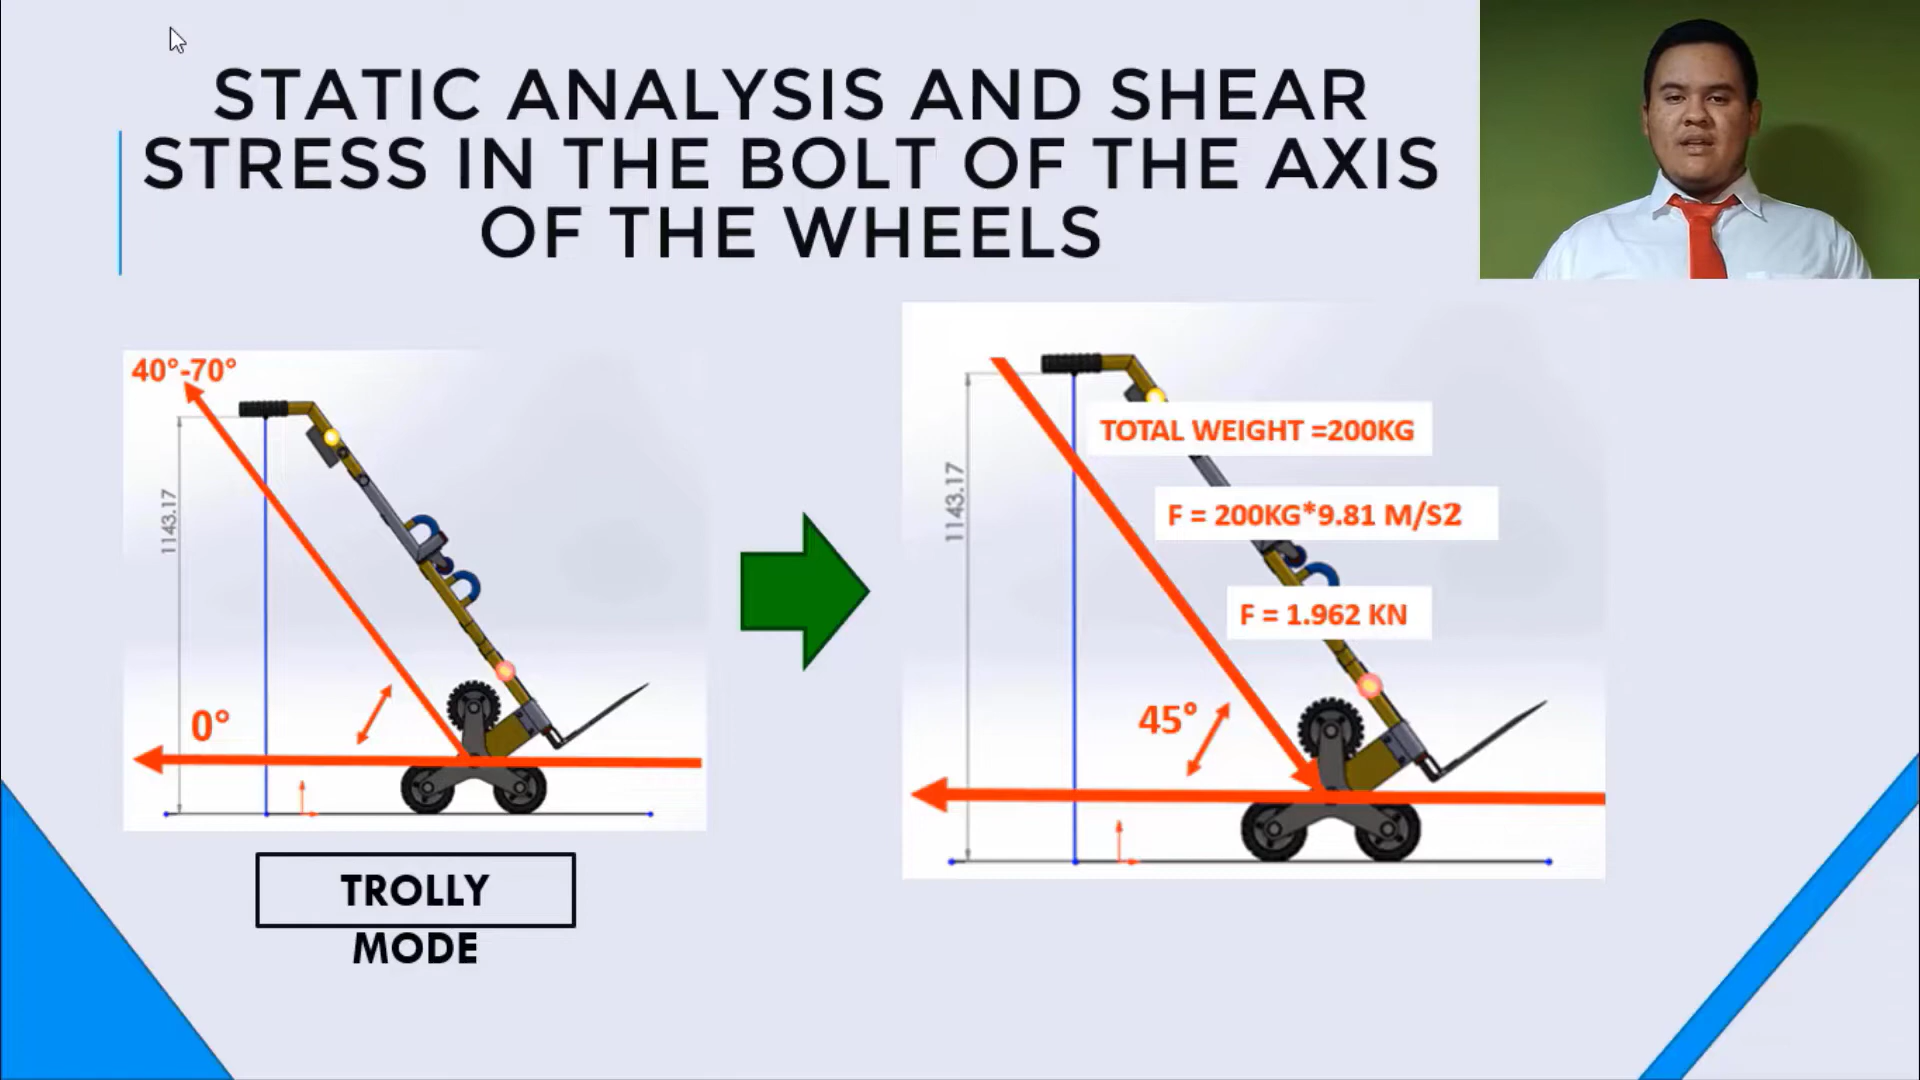 STATIC ANALYSIS AND SHEAR
STRESS IN THE BOLT OF THE AXIS
OF THE WHEELS
40°-70°
1143.17
0°
TROLLY
MODE
1143.17
TOTAL WEIGHT =200KG
F = 200KG*9.81 M/S2
F = 1.962 KN
45°